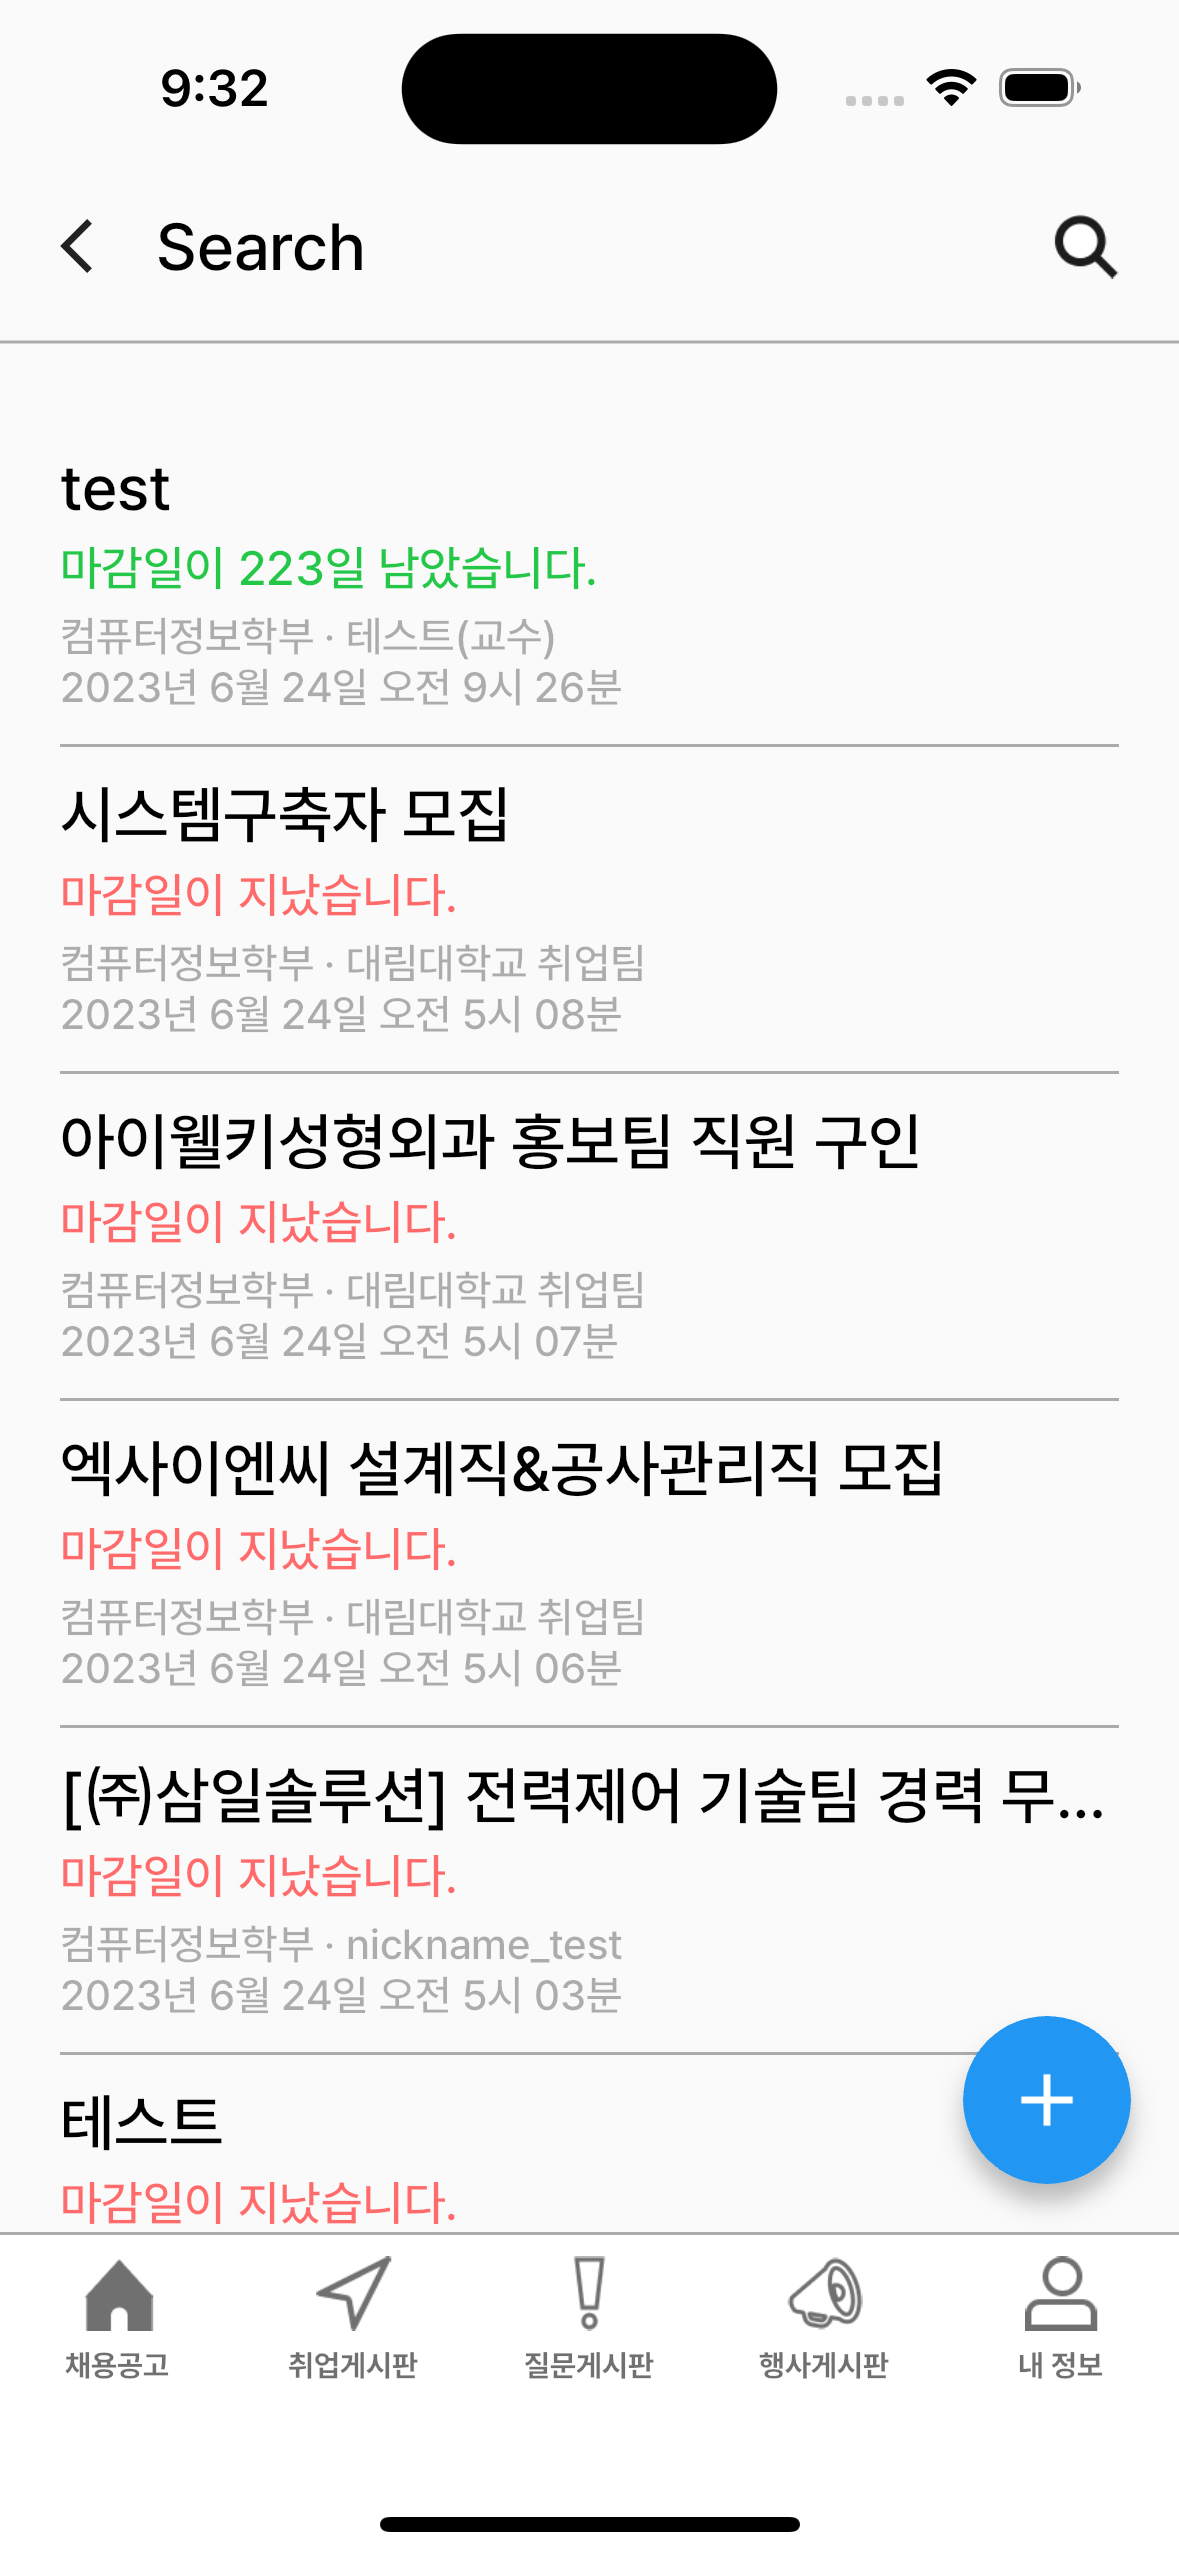 9:32
Search
test
마감일이 223일 남았습니다.
컴퓨터정보학부 · 테스트(교수)
2023년 6월 24일 오전 9시 26분
시스템구축자 모집
마감일이 지났습니다.
컴퓨터정보학부 · 대림대학교 취업팀
2023년 6월 24일 오전 5시 08분
아이웰키성형외과 홍보팀 직원 구인
마감일이 지났습니다.
컴퓨터정보학부 · 대림대학교 취업팀
2023년 6월 24일 오전 5시 07분
엑사이엔씨 설계직&공사관리직 모집
마감일이 지났습니다.
컴퓨터정보학부 · 대림대학교 취업팀
2023년 6월 24일 오전 5시 06분
[㈜삼일솔루션] 전력제어 기술팀 경력 무...
마감일이 지났습니다.
컴퓨터정보학부 · nickname_test
2023년 6월 24일 오전 5시 03분
테스트
마감일이 지났습니다.
채용공고 취업게시판 질문게시판 행사게시판 내 정보